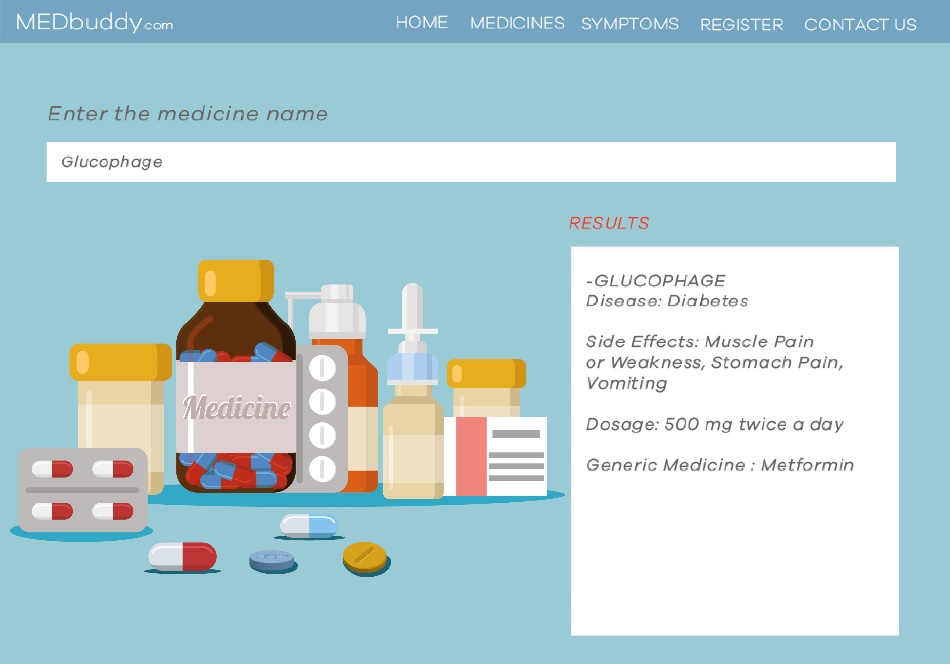 MEDbuddy.com
HOME MEDICINES SYMPTOMS REGISTER CONTACT US
Enter the medicine name
Glucophage
RESULTS
-GLUCOPHAGE
Disease: Diabetes
Side Effects: Muscle Pain
or Weakness, Stomach Pain,
Vomiting
Dosage: 500 mg twice a day
Generic Medicine : Metformin
Medicine